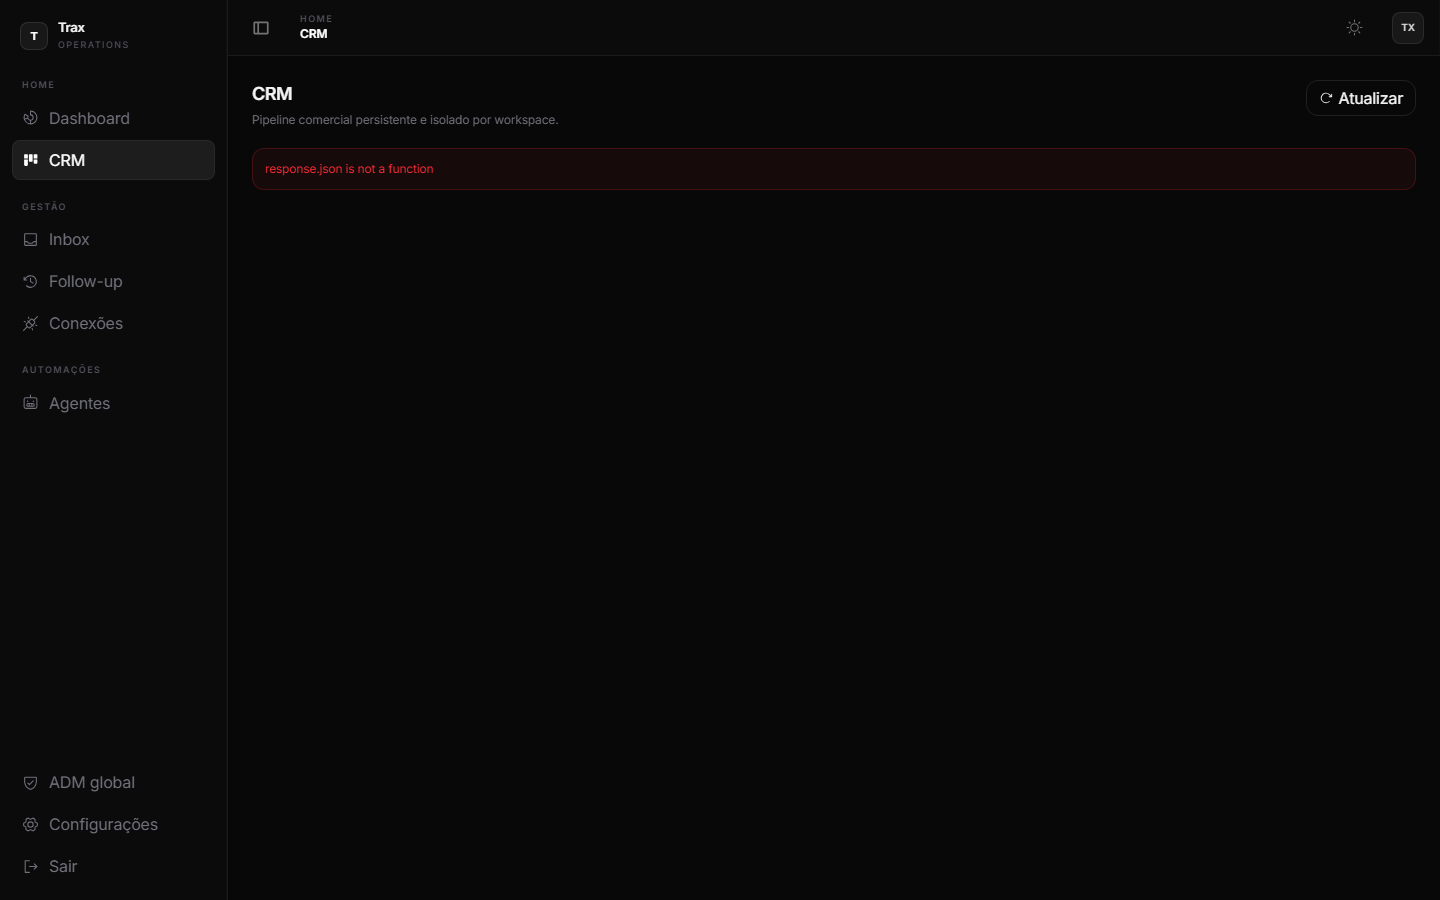 T
Trax
OPERATIONS
HOME
Dashboard
CRM
GESTÃO
Inbox
Follow-up
Conexões
AUTOMAÇÕES
Agentes
ADM global
Configurações
Sair
HOME
CRM
TX
CRM
Pipeline comercial persistente e isolado por workspace.
Atualizar
response.json is not a function